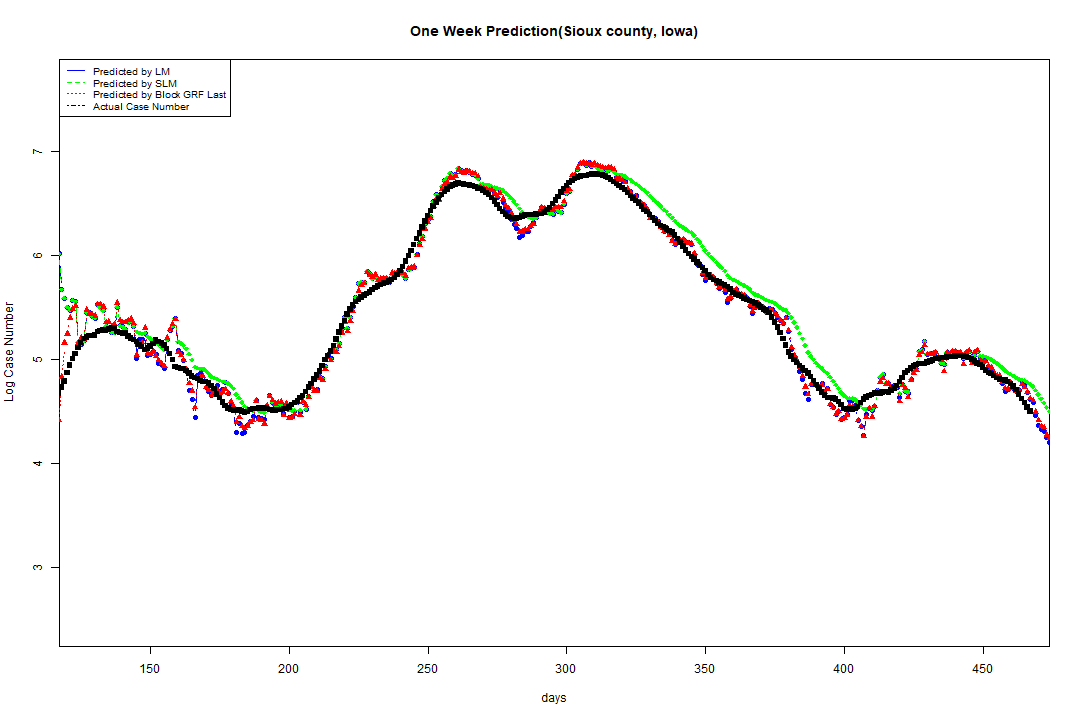 One Week Prediction(Sioux county, Iowa)
Predicted by LM
Predicted by SLM
Predicted by Block GRF Last
Actual Case Number
Log Case Number
7
6
5
4
3
150 200 250 300 350 400 450
days